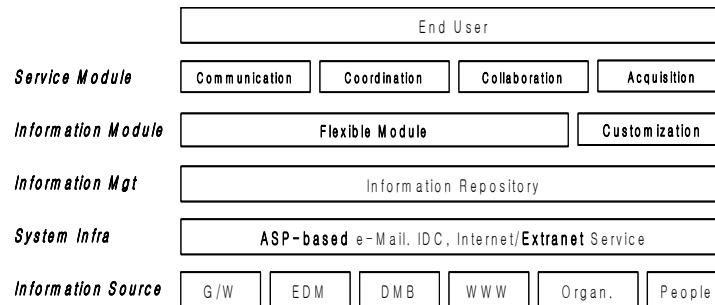 End User
Service Module Communication Coordination Collaboration Acquisition
Information Module Flexible Module Customization
Information Mgt Information Repository
System Infra ASP-based e-Mail. IDC, Internet/Extranet Service
Information Source G/W EDM DMB WWW Organ. People